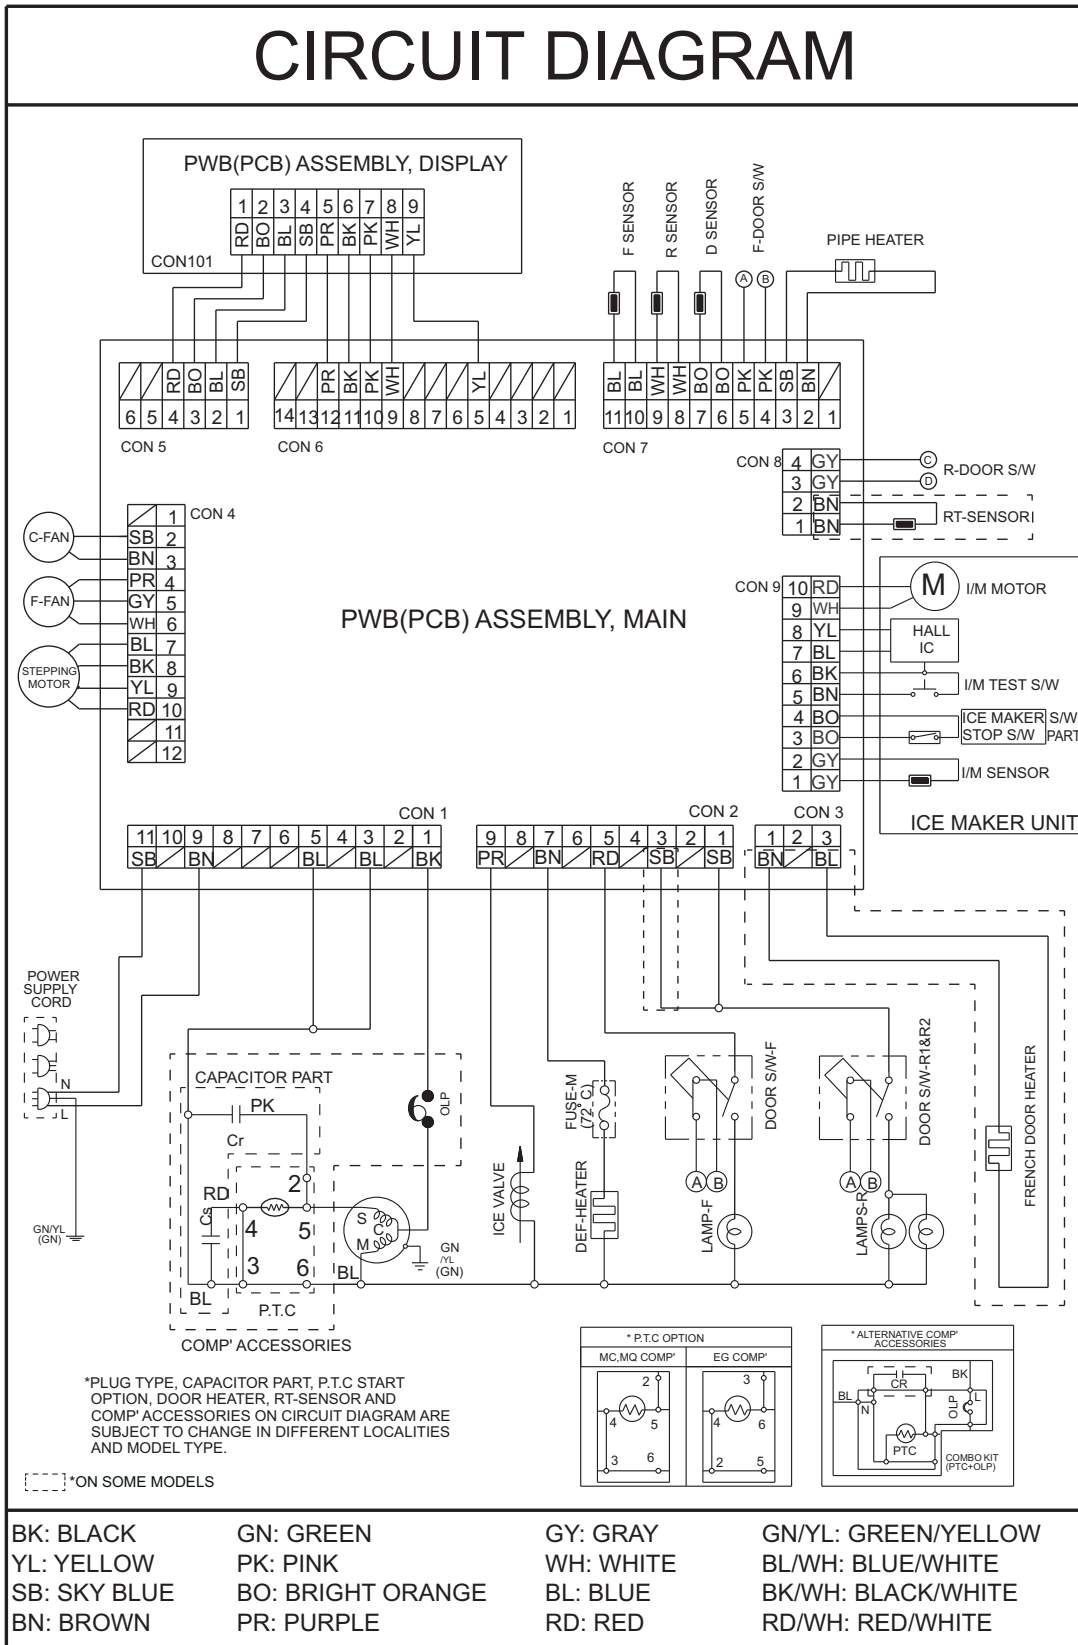 CIRCUIT DIAGRAM
PWB(PCB) ASSEMBLY, DISPLAY
1 2 3 4 5 6 7 8 9
RD BO BL SB PR BK PK WH YL
CON101
F SENSOR
R SENSOR
D SENSOR
F-DOOR S/W
A B
PIPE HEATER
RD BO BL SB
6 5 4 3 2 1
CON 5
PR BK PK WH YL
14 13 12 11 10 9 8 7 6 5 4 3 2 1
CON 6
BL BL WH WH BO BO PK PK SB BN
11 10 9 8 7 6 5 4 3 2 1
CON 7
CON 8
4 GY C
3 GY D
R-DOOR S/W
2 BN
1 BN
RT-SENSOR
C-FAN
F-FAN
STEPPING
MOTOR
CON 4
1
SB 2
BN 3
PR 4
GY 5
WH 6
BL 7
BK 8
YL 9
RD 10
11
12
PWB(PCB) ASSEMBLY, MAIN
CON 9
10 RD
9 WH
8 YL
7 BL
6 BK
5 BN
4 BO
3 BO
2 GY
1 GY
M I/M MOTOR
HALL
IC
I/M TEST S/W
ICE MAKER S/W
STOP S/W PART
I/M SENSOR
ICE MAKER UNIT
CON 1
11 10 9 8 7 6 5 4 3 2 1
SB BN BL BL BK
CON 2
9 8 7 6 5 4 3 2 1
PR BN RD SB SB
CON 3
1 2 3
BN BL
POWER
SUPPLY
CORD
N
L
GN/YL
(GN)
CAPACITOR PART
PK
Cr
OLP
RD
Cs
2
4 5
3 6
BL
P.T.C
BL
S
C
M
GN
/YL
(GN)
COMP' ACCESSORIES
ICE VALVE
FUSE-M
(72° C)
DEF-HEATER
DOOR S/W-F
A B
LAMP-F
DOOR S/W-R1&R2
A B
LAMPS-R
FRENCH DOOR HEATER
*PLUG TYPE, CAPACITOR PART, P.T.C START
OPTION, DOOR HEATER, RT-SENSOR AND
COMP' ACCESSORIES ON CIRCUIT DIAGRAM ARE
SUBJECT TO CHANGE IN DIFFERENT LOCALITIES
AND MODEL TYPE.
*ON SOME MODELS
* P.T.C OPTION
MC,MQ COMP' EG COMP'
2
4 5
3 6
3
4 6
2 5
* ALTERNATIVE COMP'
ACCESSORIES
CR
BK
BL
N
L
OLP
PTC
COMBO KIT
(PTC+OLP)
BK: BLACK GN: GREEN GY: GRAY GN/YL: GREEN/YELLOW
YL: YELLOW PK: PINK WH: WHITE BL/WH: BLUE/WHITE
SB: SKY BLUE BO: BRIGHT ORANGE BL: BLUE BK/WH: BLACK/WHITE
BN: BROWN PR: PURPLE RD: RED RD/WH: RED/WHITE